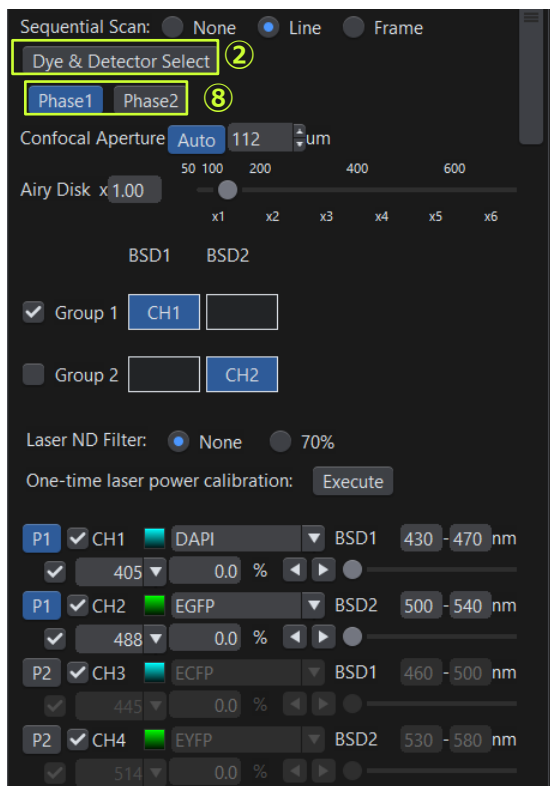 Sequential Scan: None Line Frame
Dye & Detector Select ②
Phase1 Phase2 ⑧
Confocal Aperture Auto 112 um
50 100 200 400 600
Airy Disk x 1.00
x1 x2 x3 x4 x5 x6
BSD1 BSD2
Group 1 CH1
Group 2 CH2
Laser ND Filter: None 70%
One-time laser power calibration: Execute
P1 CH1 DAPI BSD1 430 - 470 nm
405 0.0 %
P1 CH2 EGFP BSD2 500 - 540 nm
488 0.0 %
P2 CH3 ECFP BSD1 460 - 500 nm
445 0.0 %
P2 CH4 EYFP BSD2 530 - 580 nm
514 0.0 %